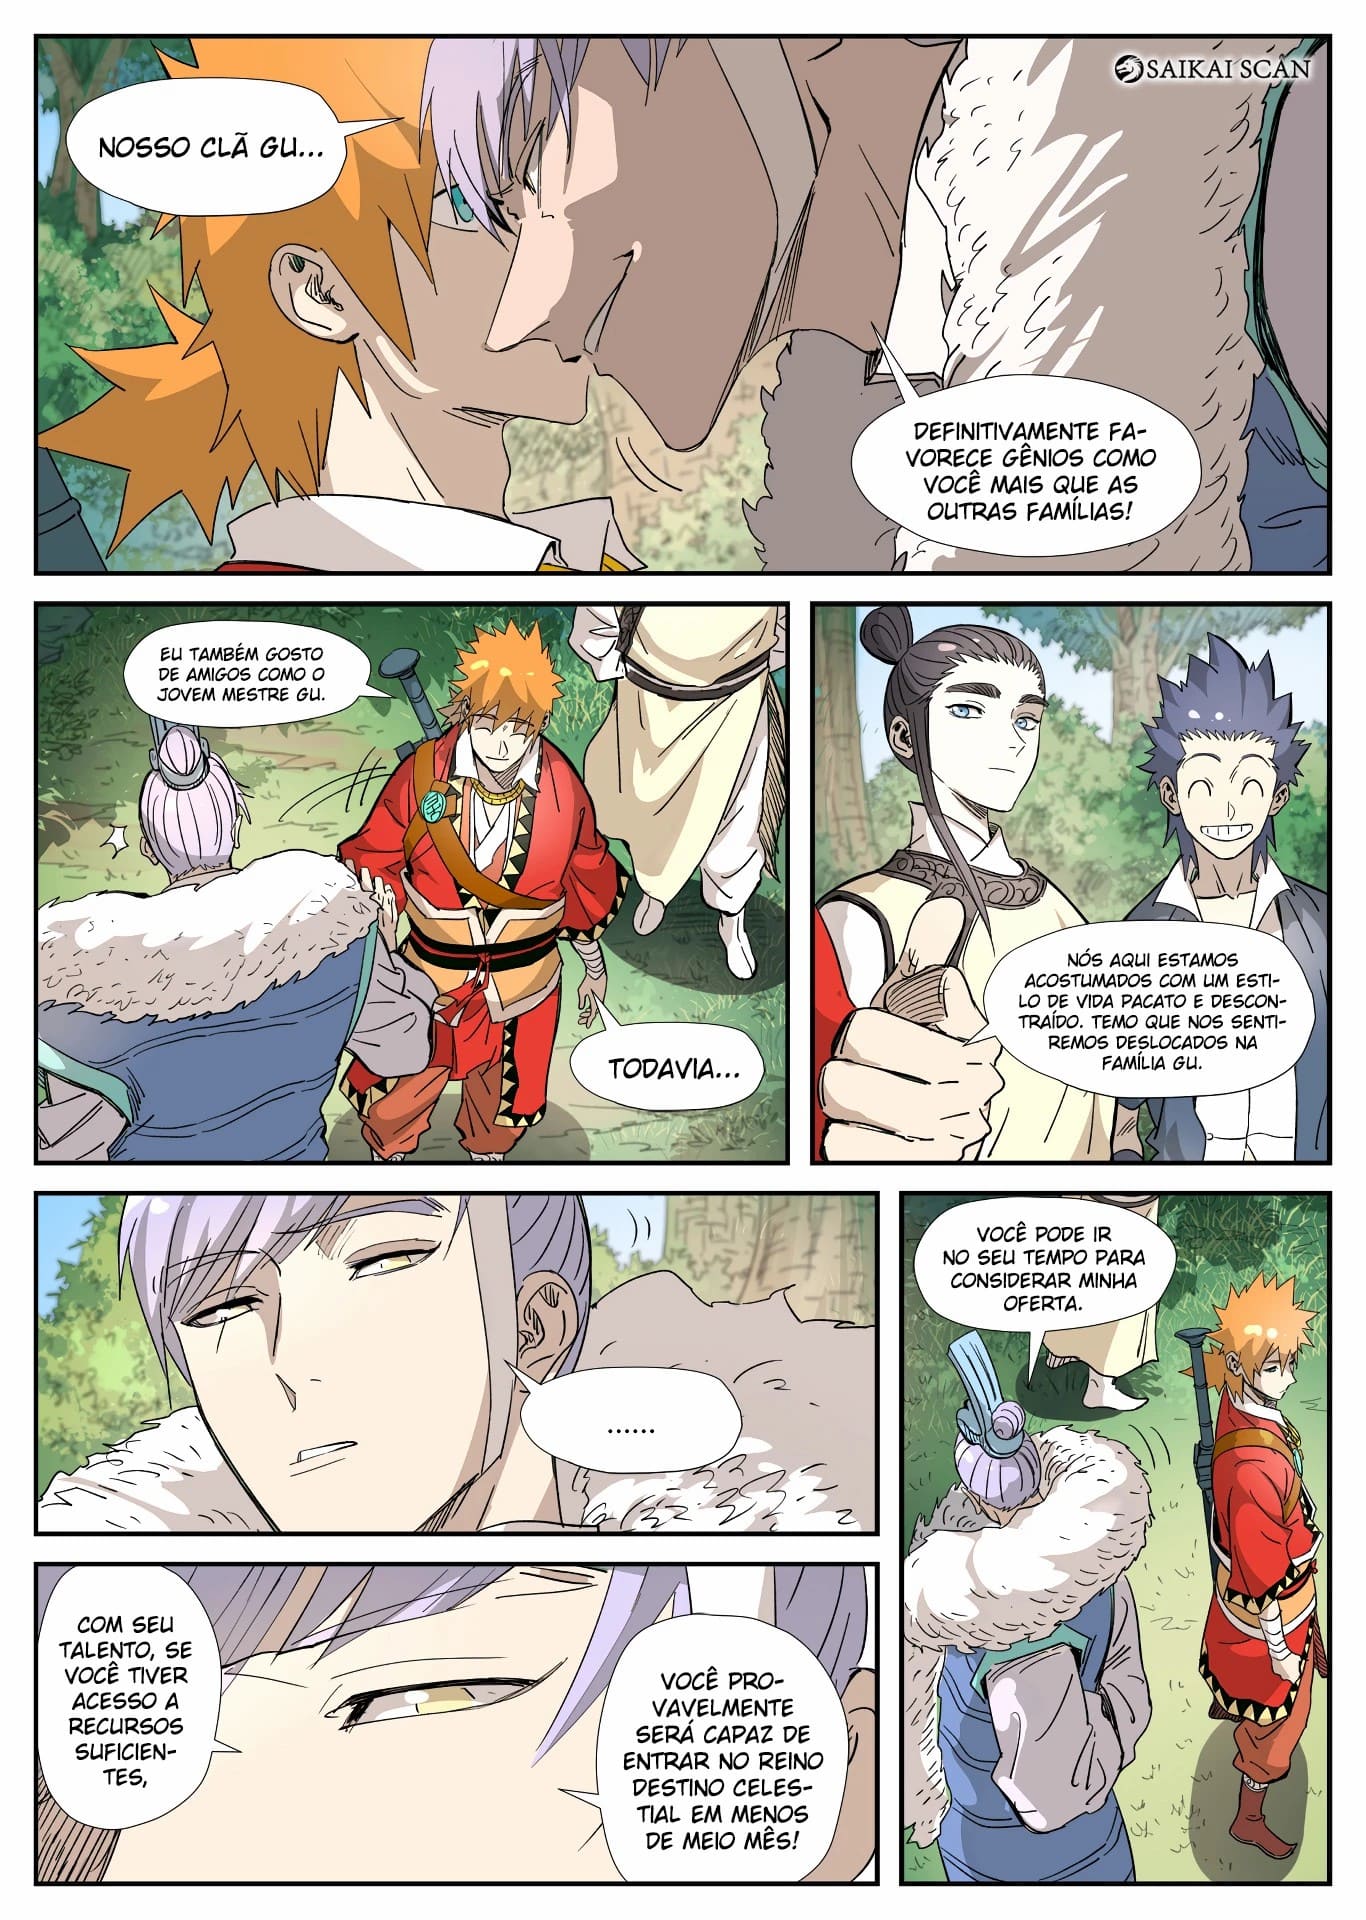 SAIKAI SCAN
NOSSO CLÃ GU...
DEFINITIVAMENTE FA-
VORECE GÊNIOS COMO
VOCÊ MAIS QUE AS
OUTRAS FAMÍLIAS!
EU TAMBÉM GOSTO
DE AMIGOS COMO O
JOVEM MESTRE GU.
TODAVIA...
NÓS AQUI ESTAMOS
ACOSTUMADOS COM UM ESTI-
LO DE VIDA PACATO E DESCON-
TRAÍDO. TEMO QUE NOS SENTI-
REMOS DESLOCADOS NA
FAMÍLIA GU.
......
VOCÊ PODE IR
NO SEU TEMPO PARA
CONSIDERAR MINHA
OFERTA.
COM SEU
TALENTO, SE
VOCÊ TIVER
ACESSO A
RECURSOS
SUFICIEN-
TES,
VOCÊ PRO-
VAVELMENTE
SERÁ CAPAZ DE
ENTRAR NO REINO
DESTINO CELES-
TIAL EM MENOS
DE MEIO MÊS!